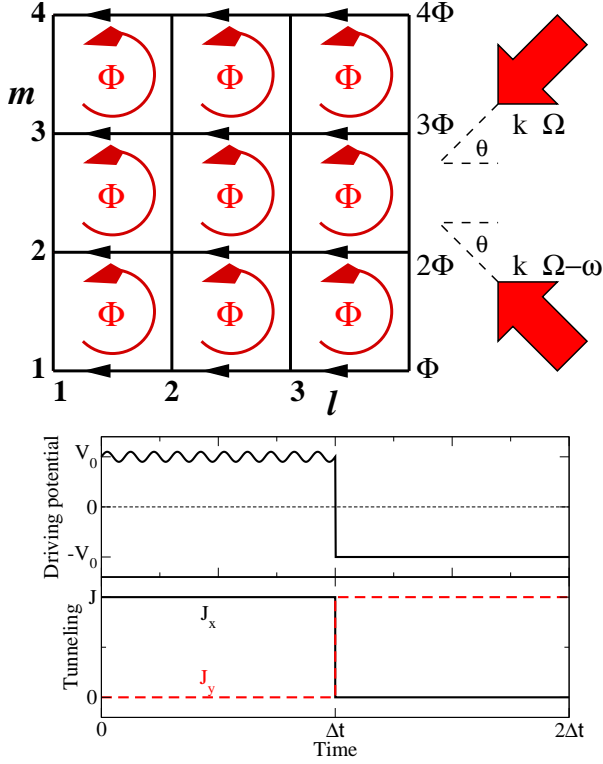 4 4Φ
Φ Φ Φ
m
k Ω
3 3Φ
θ
Φ Φ Φ
θ
2 2Φ
k Ω−ω
Φ Φ Φ
1 Φ
1 2 3 l
Driving potential
V₀
0
-V₀
Tunneling
J
Jₓ
J_y
0
0 Δt 2Δt
Time